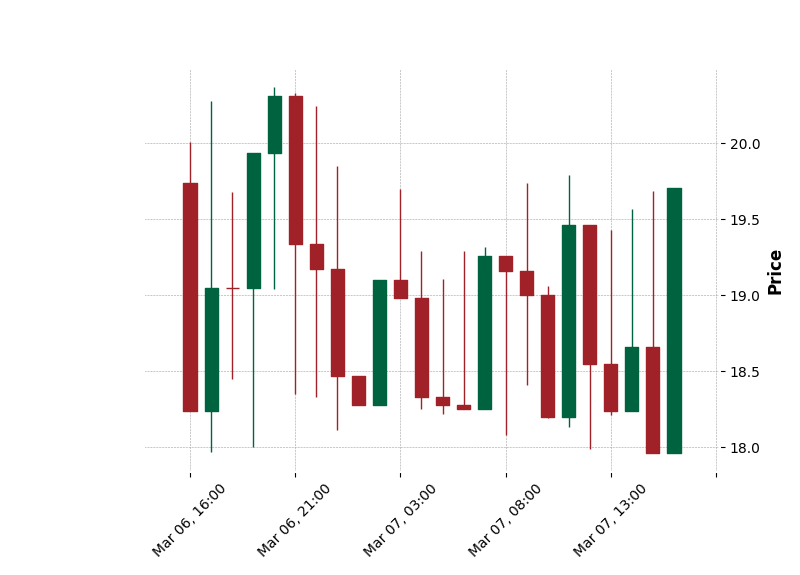 20.0
19.5
19.0
18.5
18.0
Price
Mar 06, 16:00
Mar 06, 21:00
Mar 07, 03:00
Mar 07, 08:00
Mar 07, 13:00